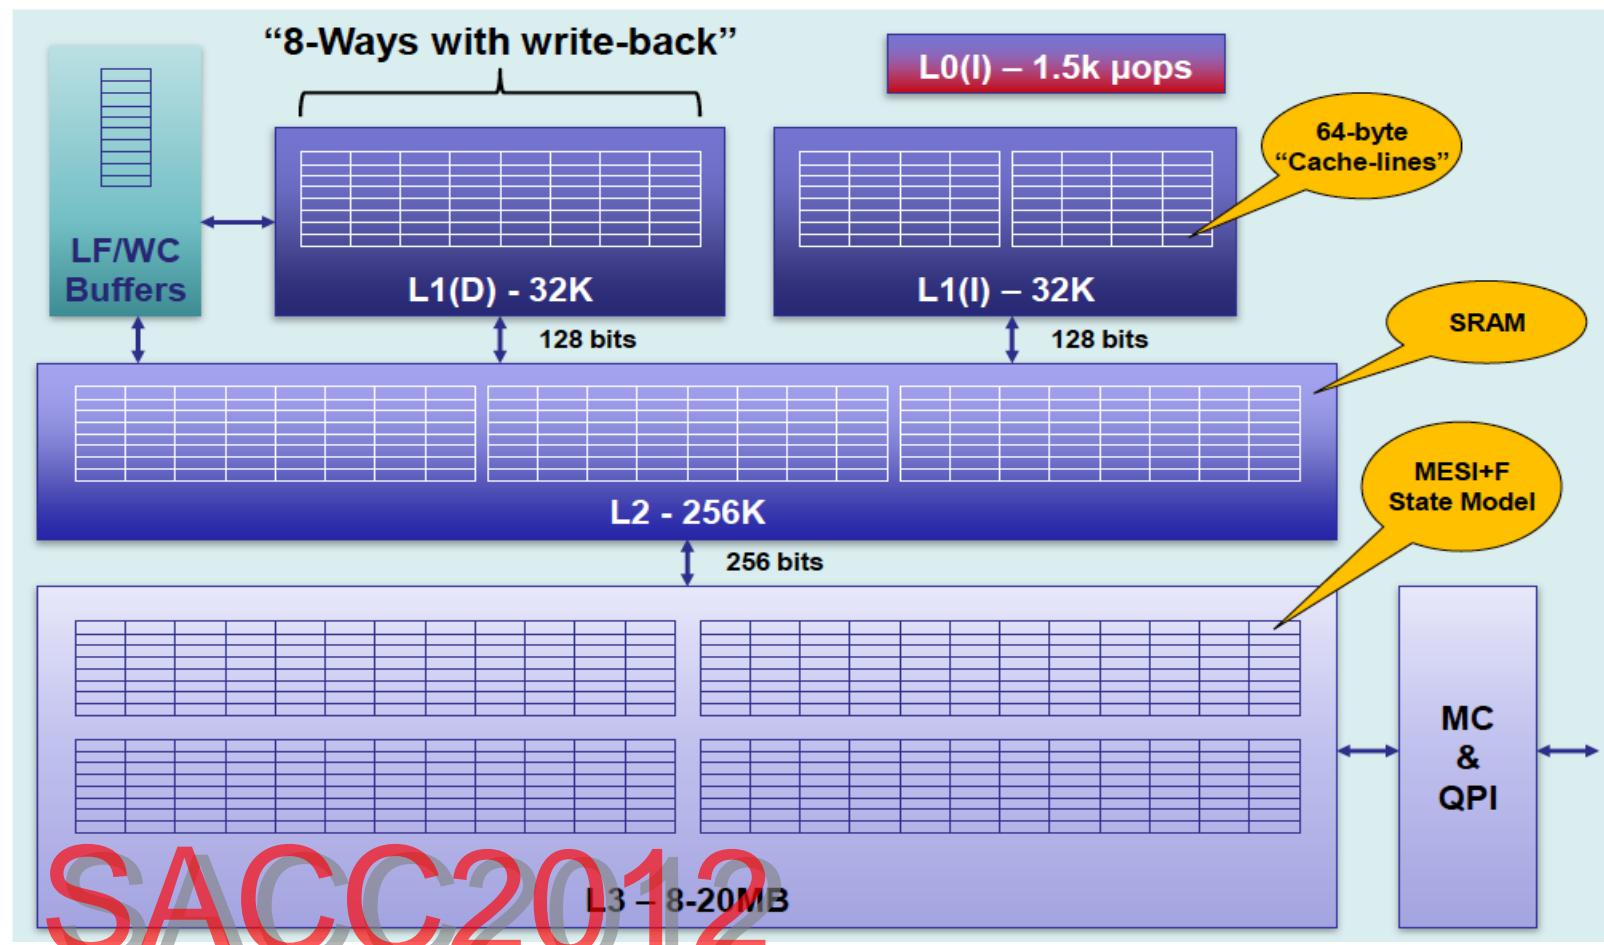 “8-Ways with write-back”
L0(I) – 1.5k µops
64-byte
“Cache-lines”
LF/WC
Buffers
L1(D) - 32K
L1(I) – 32K
128 bits
128 bits
SRAM
L2 - 256K
MESI+F
State Model
256 bits
MC
&
QPI
L3 – 8-20MB
SACC2012